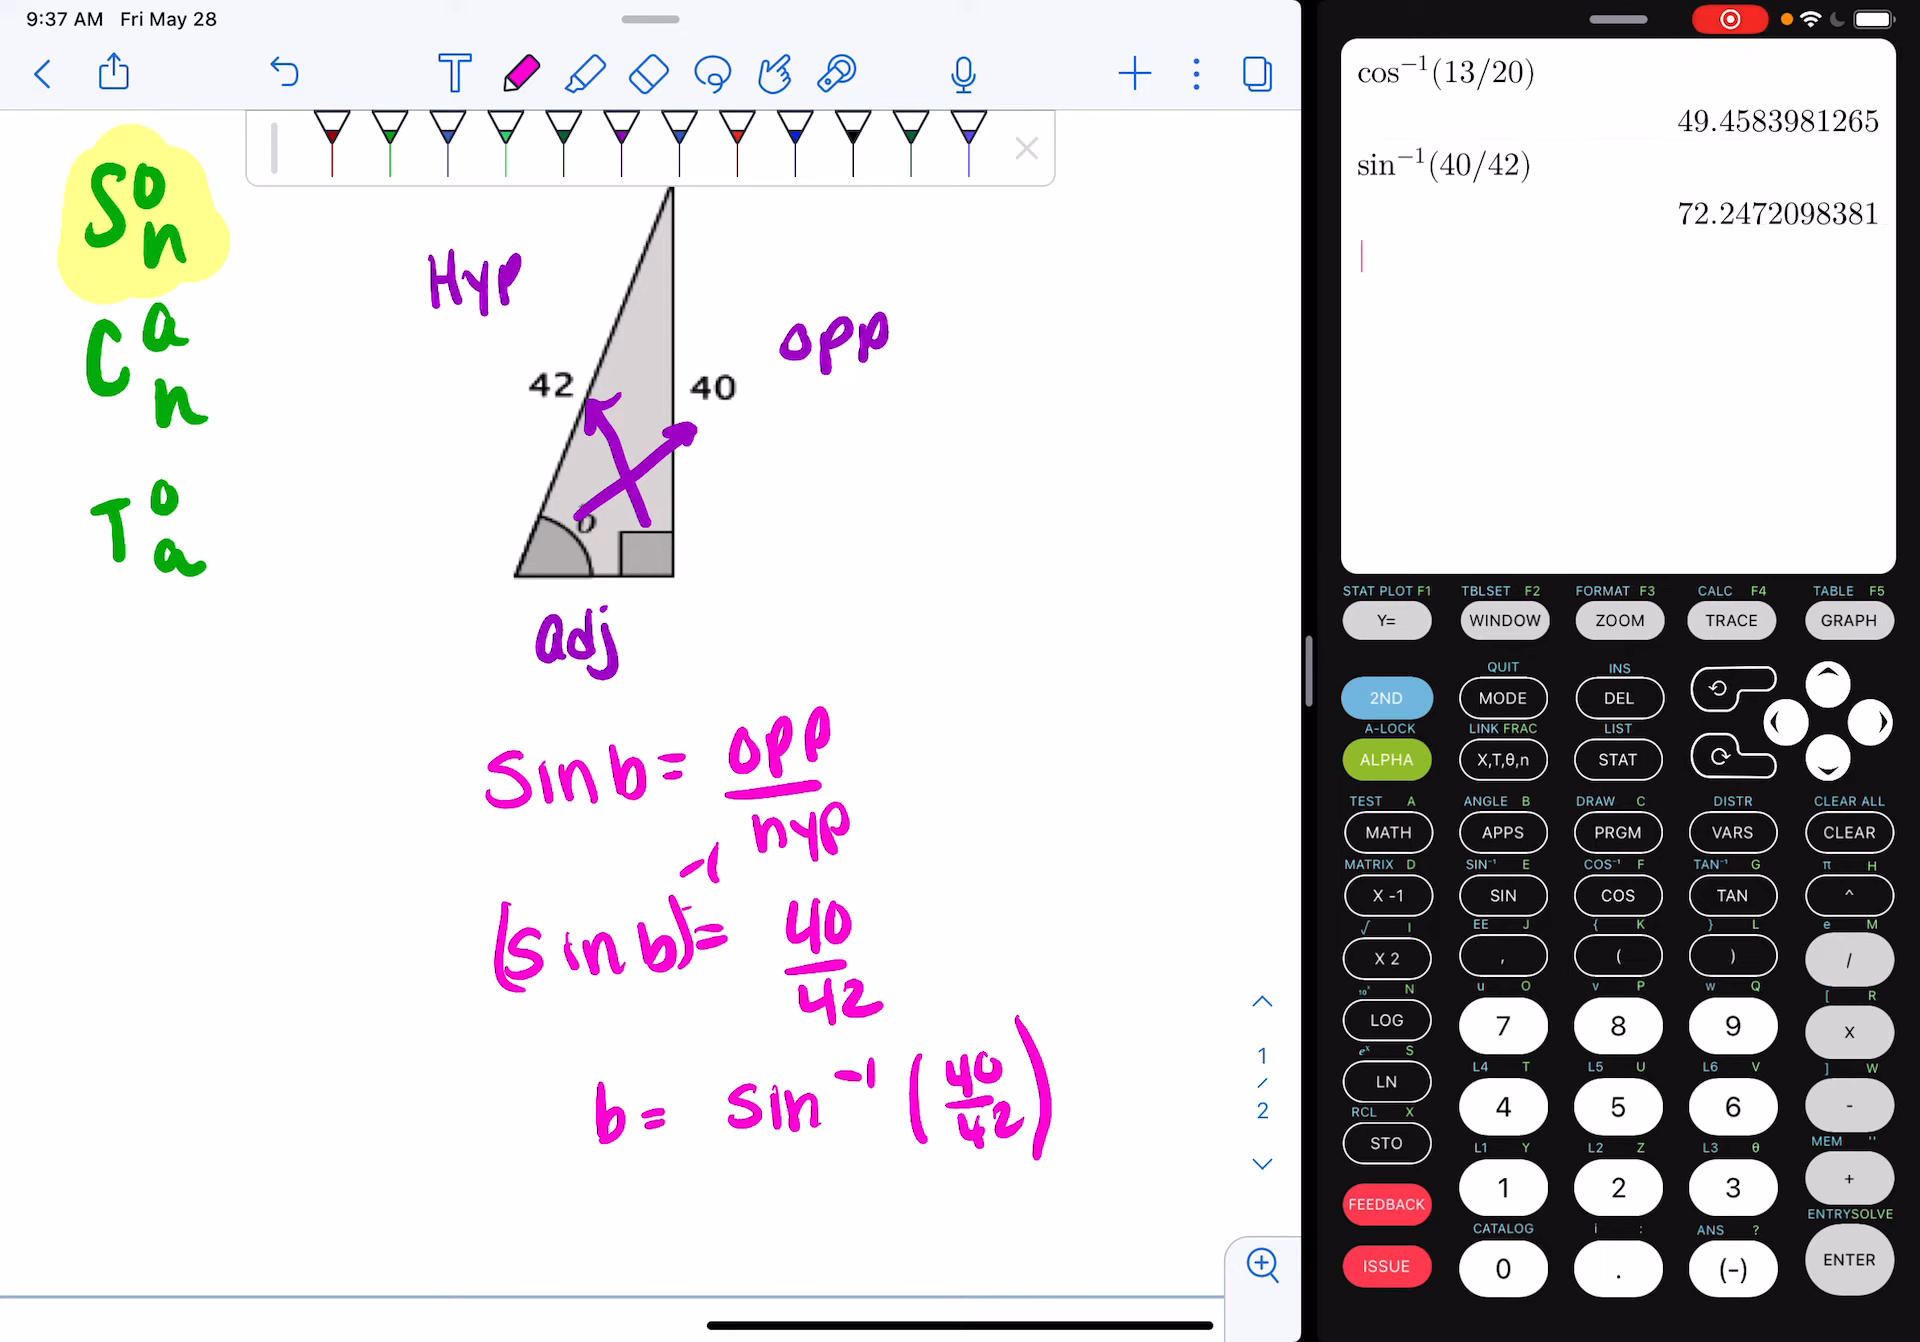 9:37 AM Fri May 28
T
S o
n
C a
n
T o
a
Hyp
opp
42
40
b
adj
sin b = opp
hyp
(sin b)⁻¹ = 40
42
b = sin⁻¹ (40/42)
1
/
2
cos⁻¹(13/20)
49.4583981265
sin⁻¹(40/42)
72.2472098381
STAT PLOT F1 TBLSET F2 FORMAT F3 CALC F4 TABLE F5
Y= WINDOW ZOOM TRACE GRAPH
QUIT INS
2ND MODE DEL
A-LOCK LINK FRAC LIST
ALPHA X,T,θ,n STAT
TEST A ANGLE B DRAW C DISTR CLEAR ALL
MATH APPS PRGM VARS CLEAR
MATRIX D SIN⁻¹ E COS⁻¹ F TAN⁻¹ G π H
X -1 SIN COS TAN ^
√ I EE J { K } L e M
X 2 , ( ) /
10ˣ N u O v P w Q [ R
LOG 7 8 9 X
eˣ S L4 T L5 U L6 V ] W
LN 4 5 6 -
RCL X L1 Y L2 Z L3 θ MEM "
STO 1 2 3 +
FEEDBACK
CATALOG i : ANS ? ENTRY SOLVE
ISSUE 0 . (-) ENTER